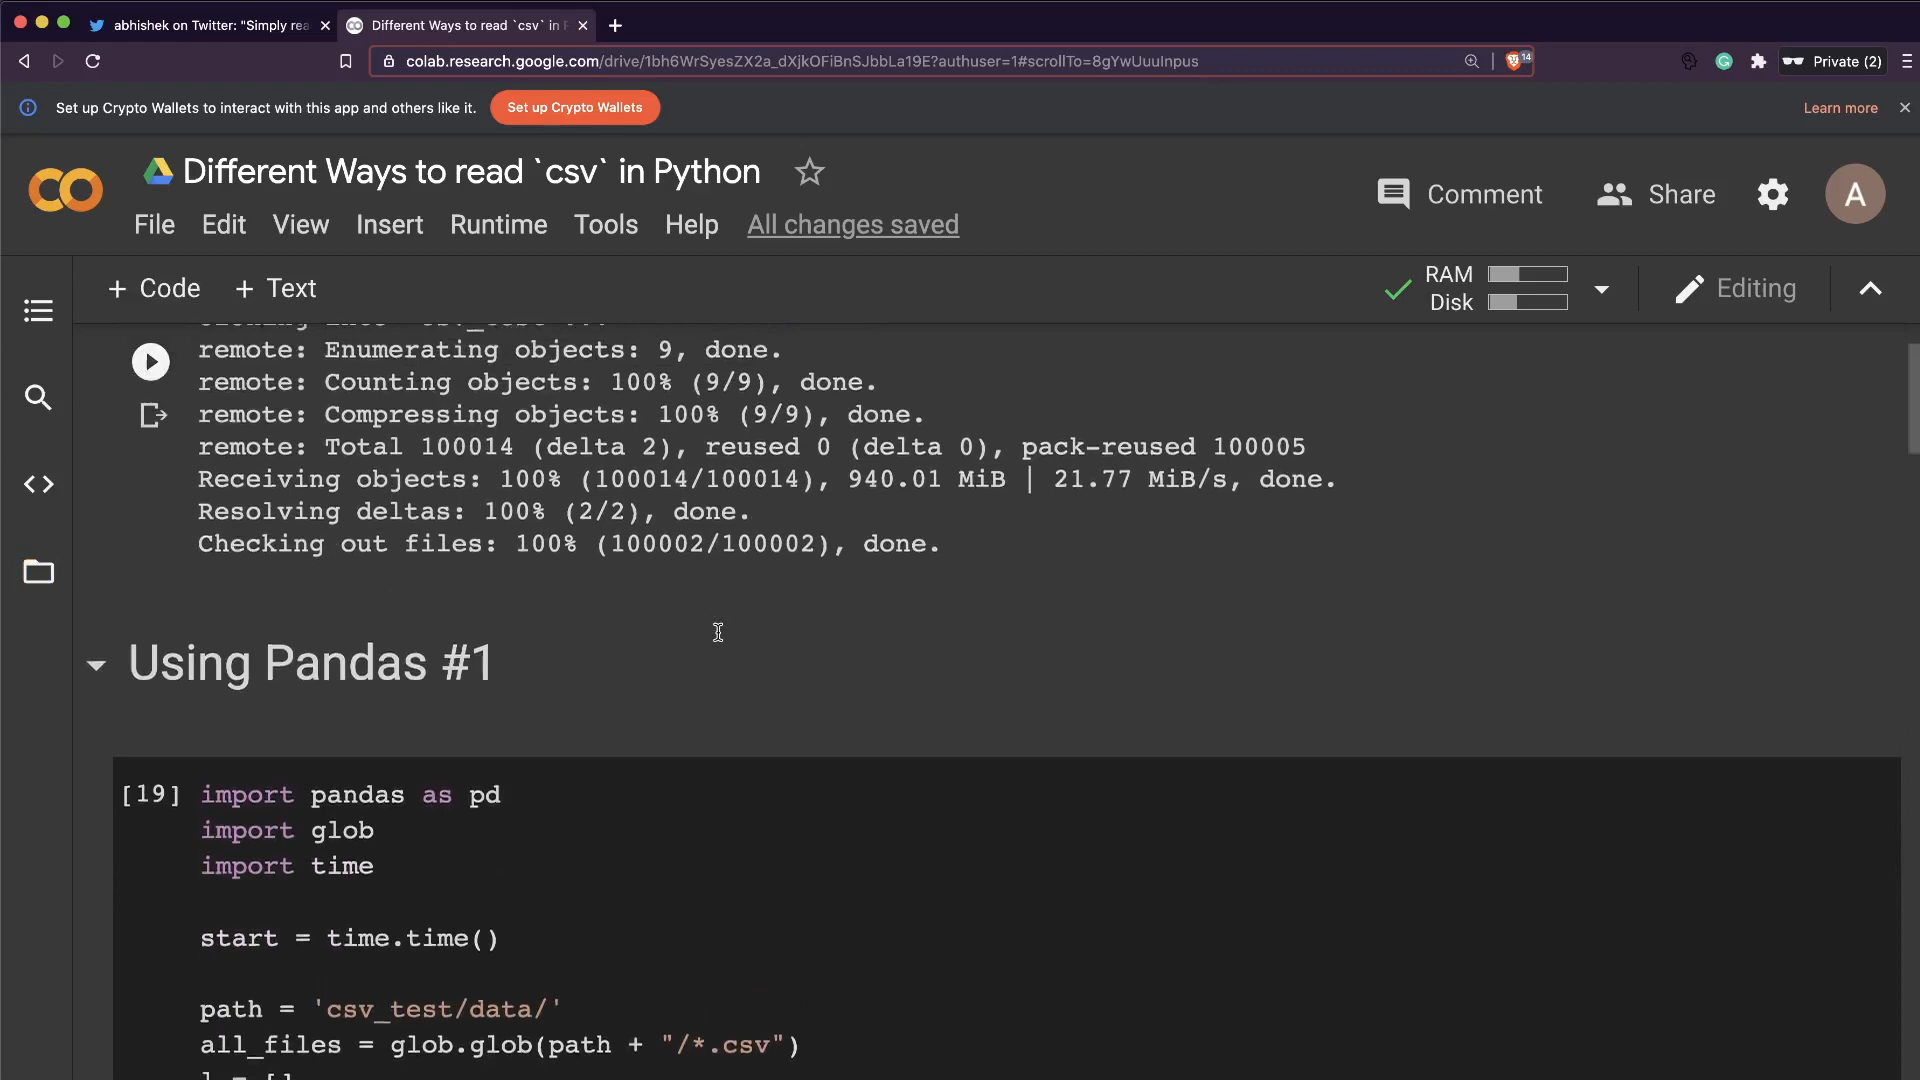 abhishek on Twitter: "Simply rea
Different Ways to read `csv` in P
colab.research.google.com/drive/1bh6WrSyesZX2a_dXjkOFiBnSJbbLa19E?authuser=1#scrollTo=8gYwUuuInpus
14
Private (2)
Set up Crypto Wallets to interact with this app and others like it.
Set up Crypto Wallets
Learn more
Different Ways to read `csv` in Python
Comment
Share
A
File Edit View Insert Runtime Tools Help All changes saved
+ Code + Text
RAM
Disk
Editing
remote: Enumerating objects: 9, done.
remote: Counting objects: 100% (9/9), done.
remote: Compressing objects: 100% (9/9), done.
remote: Total 100014 (delta 2), reused 0 (delta 0), pack-reused 100005
Receiving objects: 100% (100014/100014), 940.01 MiB | 21.77 MiB/s, done.
Resolving deltas: 100% (2/2), done.
Checking out files: 100% (100002/100002), done.
Using Pandas #1
[19] import pandas as pd
import glob
import time
start = time.time()
path = 'csv_test/data/'
all_files = glob.glob(path + "/*.csv")